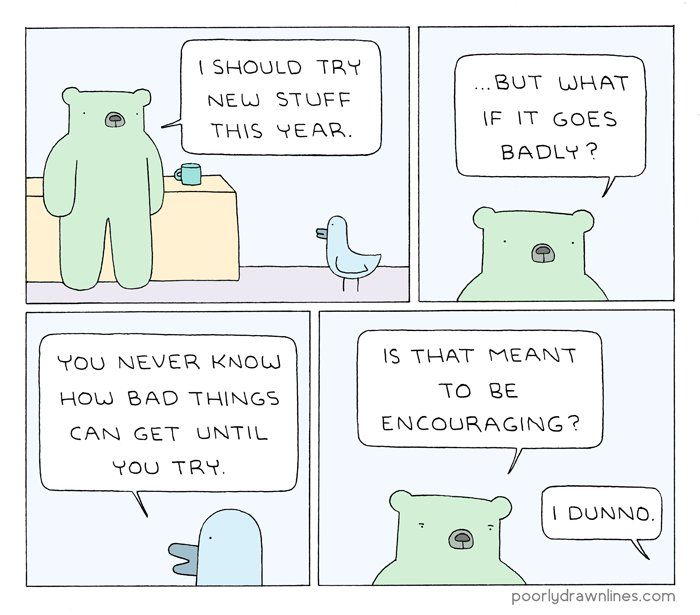 I SHOULD TRY
NEW STUFF
THIS YEAR.
...BUT WHAT
IF IT GOES
BADLY?
YOU NEVER KNOW
HOW BAD THINGS
CAN GET UNTIL
YOU TRY.
IS THAT MEANT
TO BE
ENCOURAGING?
I DUNNO.
poorlydrawnlines.com